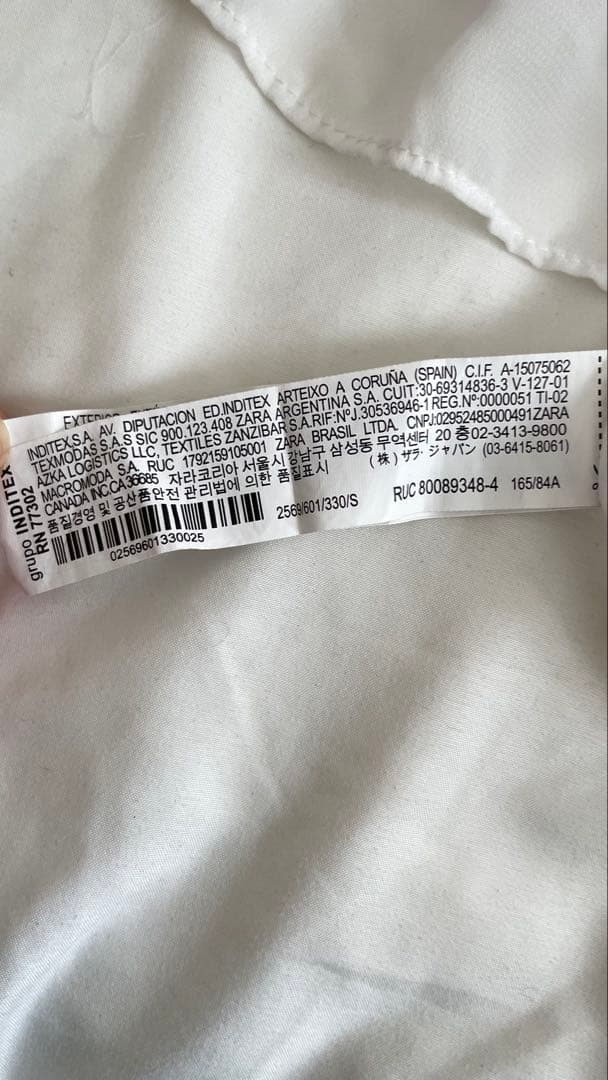 grupo INDITEX
RN 77302
INDITEX,S.A. AV. DIPUTACION ED.INDITEX ARTEIXO A CORUÑA (SPAIN) C.I.F. A-15075062
TEXMODAS S.A.S SIC 900.123.408 ZARA ARGENTINA S.A. CUIT:30-69314836-3 V-127-01
AZKA LOGISTICS LLC, TEXTILES ZANZIBAR S.A.RIF:NºJ.30536946-1 REG.Nº:0000051 TI-02
MACROMODA S.A. RUC 1792159105001 ZARA BRASIL LTDA. CNPJ:02952485000491ZARA
CANADA INC.CA36685 자라코리아 서울시 강남구 삼성동 무역센터 20 층02-3413-9800
품질경영 및 공산품안전 관리법에 의한 품질표시 (株) ザラ・ジャパン (03-6415-8061)
02569601330025
2569/601/330/S
RUC 80089348-4 165/84A